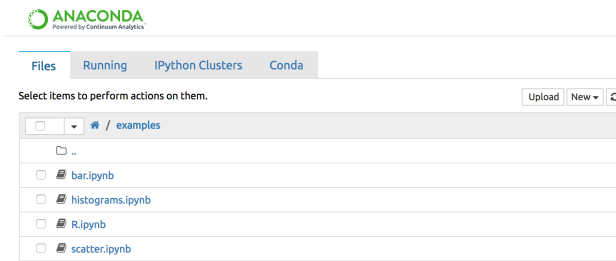 ANACONDA
Powered by Continuum Analytics
Files Running IPython Clusters Conda
Select items to perform actions on them. Upload New
/ examples
..
bar.ipynb
histograms.ipynb
R.ipynb
scatter.ipynb